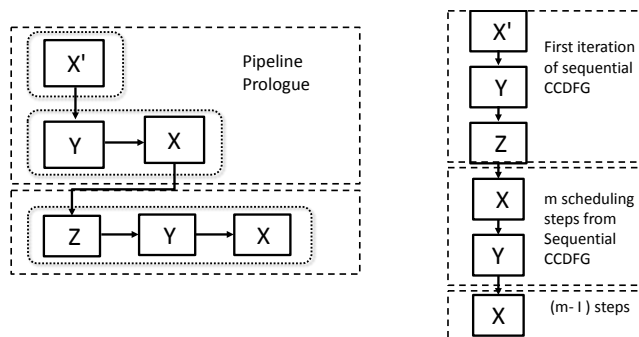 X'
Pipeline
Prologue
Y
X
Z
Y
X
X'
First iteration
of sequential
CCDFG
Y
Z
X
m scheduling
steps from
Sequential
CCDFG
Y
X
(m- I ) steps